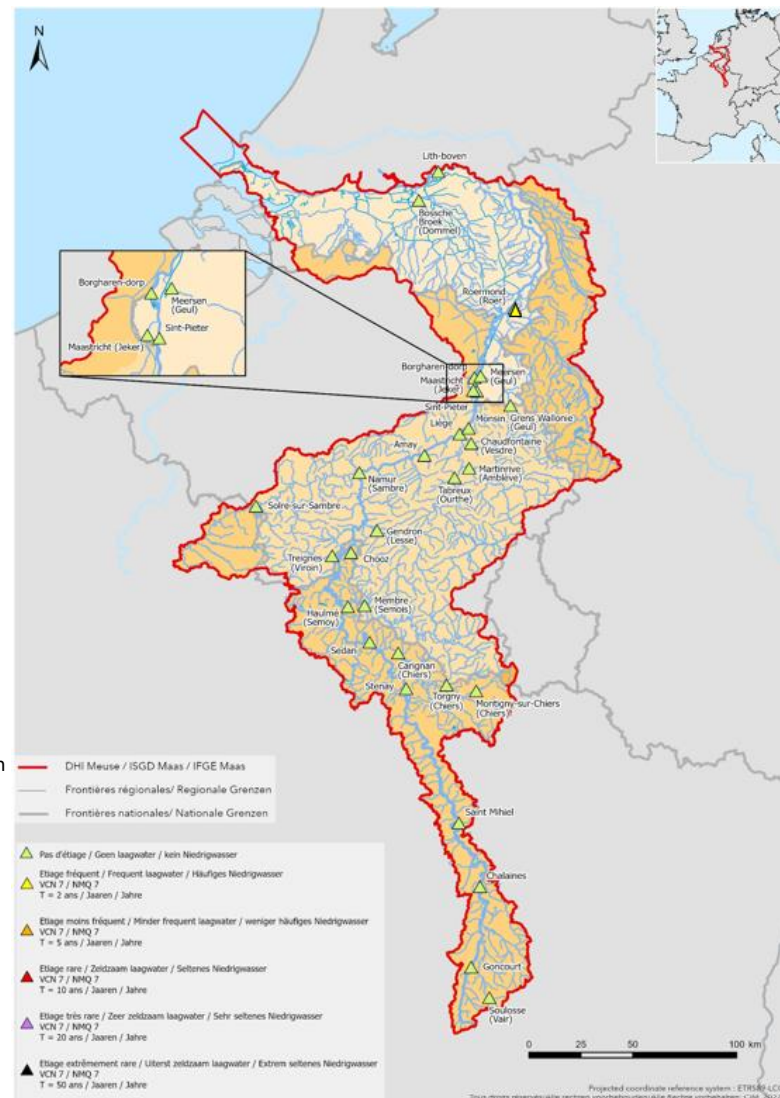 N
Lith-boven
Bossche
Broek
(Dommel)
Roermond
(Roer)
Borgharen-dorp
Meersen
(Geul)
Sint-Pieter
Maastricht (Jeker)
Borgharen-dorp
Maastricht
(Jeker)
Meersen
(Geul)
Sint-Pieter
Monsin
Grens Wallonie
(Geul)
Liège
Chaudfontaine
(Vesdre)
Amay
Martinrive
(Amblève)
Namur
(Sambre)
Tabreux
(Ourthe)
Solre-sur-Sambre
Gendron
(Lesse)
Treignes
(Viroin)
Chooz
Membre
(Semois)
Haulmé
(Semoy)
Sedan
Carignan
(Chiers)
Stenay
Torgny
(Chiers)
Montigny-sur-Chiers
(Chiers)
Saint Mihiel
Chalaines
Goncourt
Soulosse
(Vair)
n
DHI Meuse / ISGD Maas / IFGE Maas
Frontières régionales/ Regionale Grenzen
Frontières nationales/ Nationale Grenzen
Pas d'étiage / Geen laagwater / kein Niedrigwasser
Etiage fréquent / Frequent laagwater / Häufiges Niedrigwasser
VCN 7 / NMQ 7
T = 2 ans / Jaaren / Jahre
Etiage moins fréquent / Minder frequent laagwater / weniger häufiges Niedrigwasser
VCN 7 / NMQ 7
T = 5 ans / Jaaren / Jahre
Etiage rare / Zeldzaam laagwater / Seltenes Niedrigwasser
VCN 7 / NMQ 7
T = 10 ans / Jaaren / Jahre
Etiage très rare / Zeer zeldzaam laagwater / Sehr seltenes Niedrigwasser
VCN 7 / NMQ 7
T = 20 ans / Jaaren / Jahre
Etiage extrêmement rare / Uiterst zeldzaam laagwater / Extrem seltenes Niedrigwasser
VCN 7 / NMQ 7
T = 50 ans / Jaaren / Jahre
0 25 50 100 km
Projected coordinate reference system : ETRS89-LC